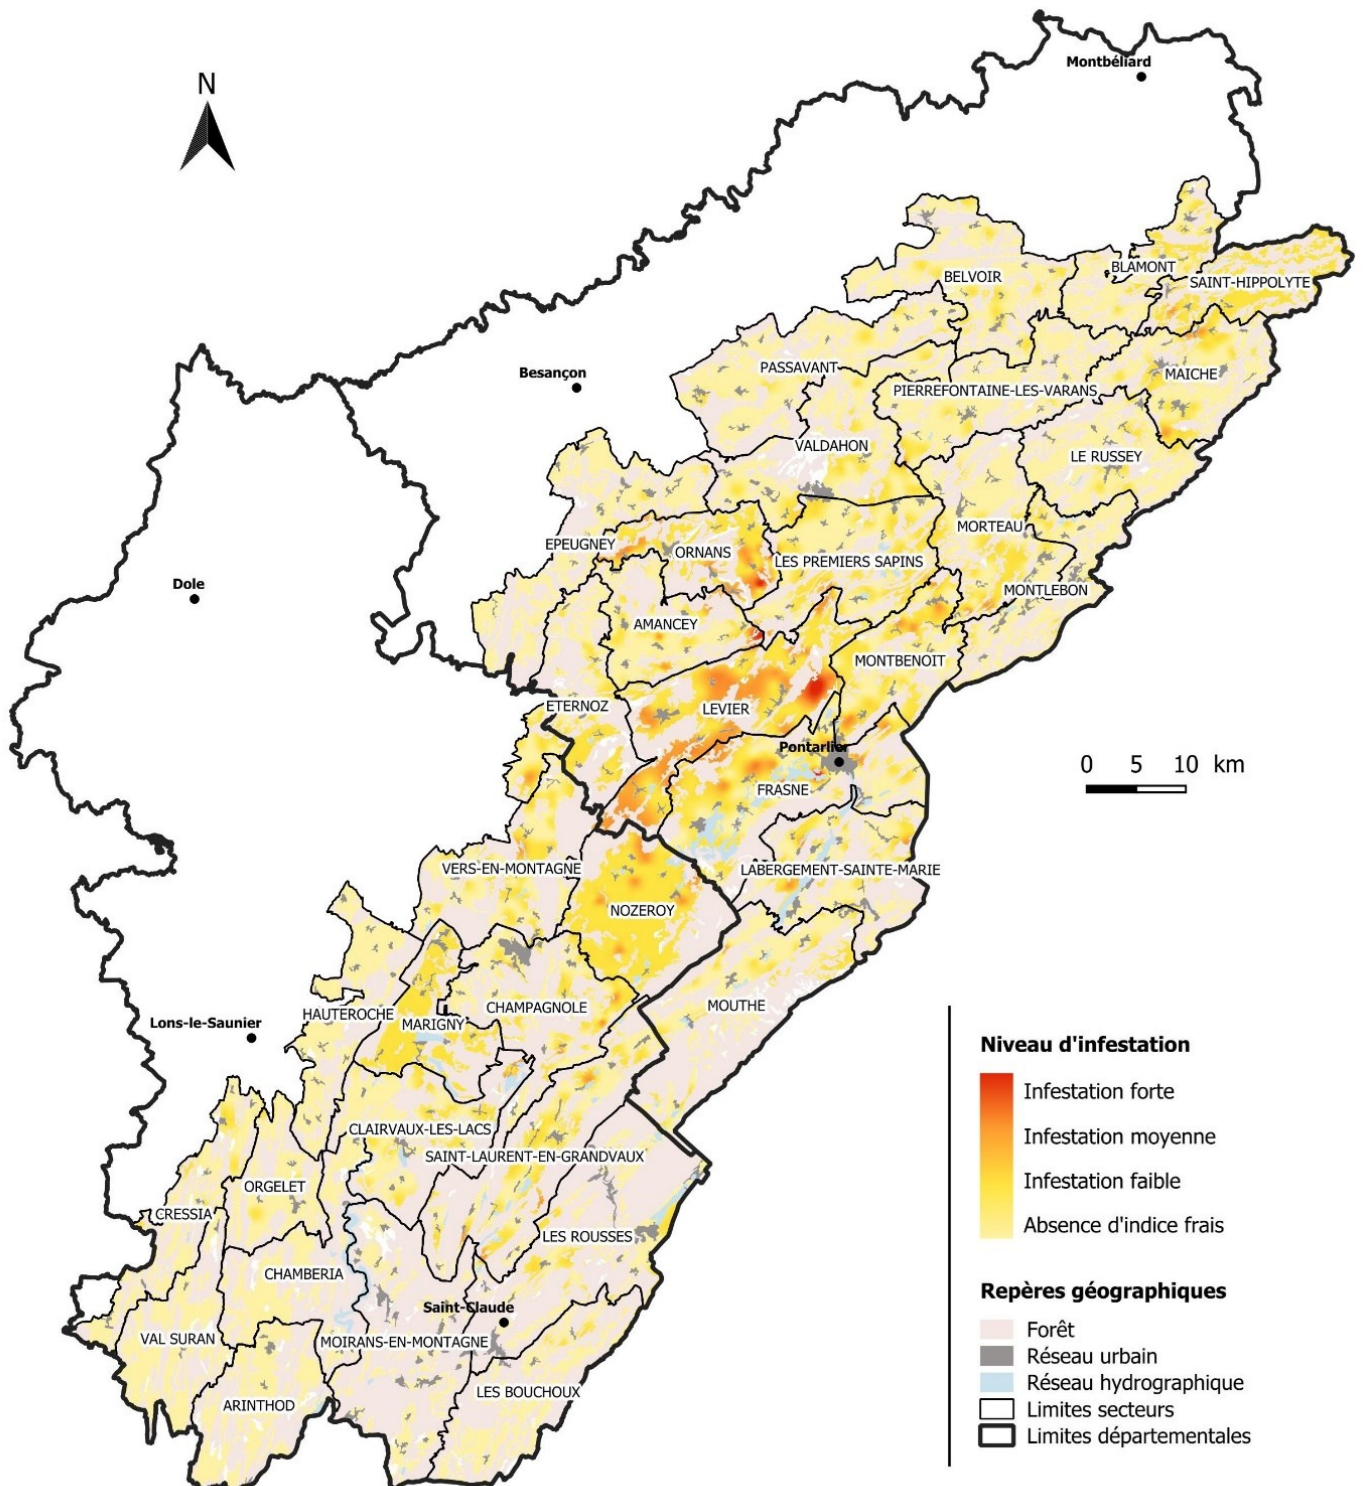 Montbéliard
N
BELVOIR
BLAMONT
SAINT-HIPPOLYTE
PASSAVANT
Besançon
MAICHE
PIERREFONTAINE-LES-VARANS
VALDAHON
LE RUSSEY
MORTEAU
EPEUGNEY
ORNANS
LES PREMIERS SAPINS
Dole
MONTLEBON
AMANCEY
MONTBENOIT
ETERNOZ
LEVIER
Pontarlier
0 5 10 km
FRASNE
VERS-EN-MONTAGNE
LABERGEMENT-SAINTE-MARIE
NOZEROY
HAUTEROCHE
CHAMPAGNOLE
MOUTHE
Lons-le-Saunier
MARIGNY
CLAIRVAUX-LES-LACS
SAINT-LAURENT-EN-GRANDVAUX
ORGELET
CRESSIA
LES ROUSSES
CHAMBERIA
Saint-Claude
VAL SURAN
MOIRANS-EN-MONTAGNE
LES BOUCHOUX
ARINTHOD
Niveau d'infestation
Infestation forte
Infestation moyenne
Infestation faible
Absence d'indice frais
Repères géographiques
Forêt
Réseau urbain
Réseau hydrographique
Limites secteurs
Limites départementales